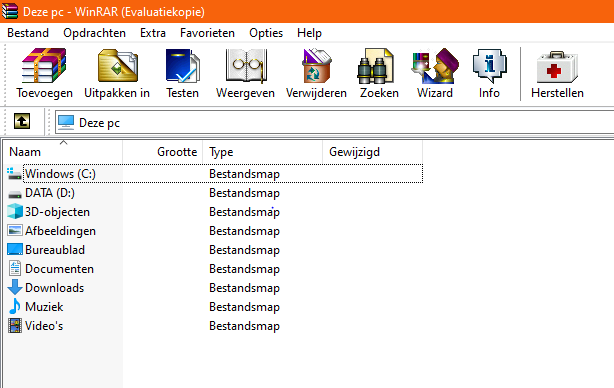 Deze pc - WinRAR (Evaluatiekopie)
Bestand Opdrachten Extra Favorieten Opties Help
Toevoegen Uitpakken in Testen Weergeven Verwijderen Zoeken Wizard Info Herstellen
Deze pc
Naam Grootte Type Gewijzigd
Windows (C:) Bestandsmap
DATA (D:) Bestandsmap
3D-objecten Bestandsmap
Afbeeldingen Bestandsmap
Bureaublad Bestandsmap
Documenten Bestandsmap
Downloads Bestandsmap
Muziek Bestandsmap
Video's Bestandsmap